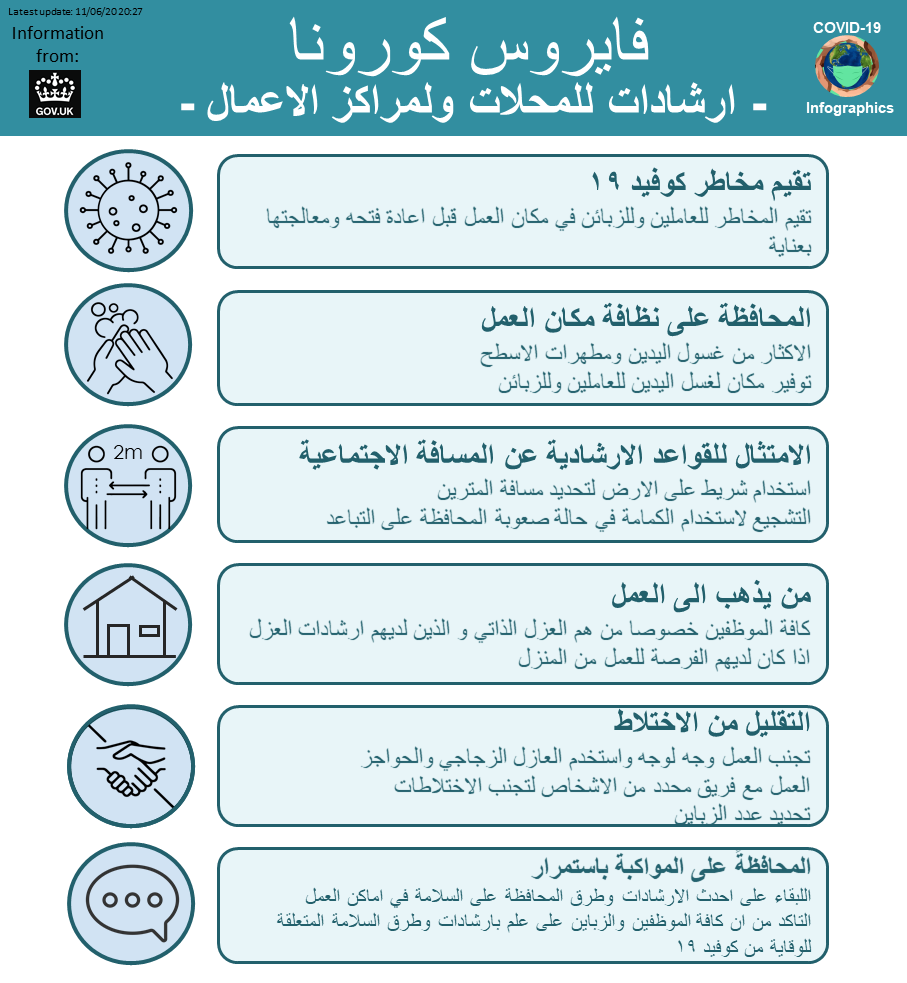 Latest update: 11/06/20 20:27
Information
from:
GOV.UK
فايروس كورونا
- ارشادات للمحلات ولمراكز الاعمال -
COVID-19
Infographics
تقيم مخاطر كوفيد ١٩
تقيم المخاطر للعاملين وللزبائن في مكان العمل قبل اعادة فتحه ومعالجتها
بعناية
المحافظة على نظافة مكان العمل
الاكثار من غسول اليدين ومطهرات الاسطح
توفير مكان لغسل اليدين للعاملين وللزبائن
2m
الامتثال للقواعد الارشادية عن المسافة الاجتماعية
استخدام شريط على الارض لتحديد مسافة المترين
التشجيع لاستخدام الكمامة في حالة صعوبة المحافظة على التباعد
من يذهب الى العمل
كافة الموظفين خصوصا من هم العزل الذاتي و الذين لديهم ارشادات العزل
اذا كان لديهم الفرصة للعمل من المنزل
التقليل من الاختلاط
تجنب العمل وجه لوجه واستخدم العازل الزجاجي والحواجز
العمل مع فريق محدد من الاشخاص لتجنب الاختلاطات
تحديد عدد الزباين
المحافظةً على المواكبة باستمرار
اللبقاء على احدث الارشادات وطرق المحافظة على السلامة في اماكن العمل
التاكد من ان كافة الموظفين والزباين على علم بارشادات وطرق السلامة المتعلقة
للوقاية من كوفيد ١٩